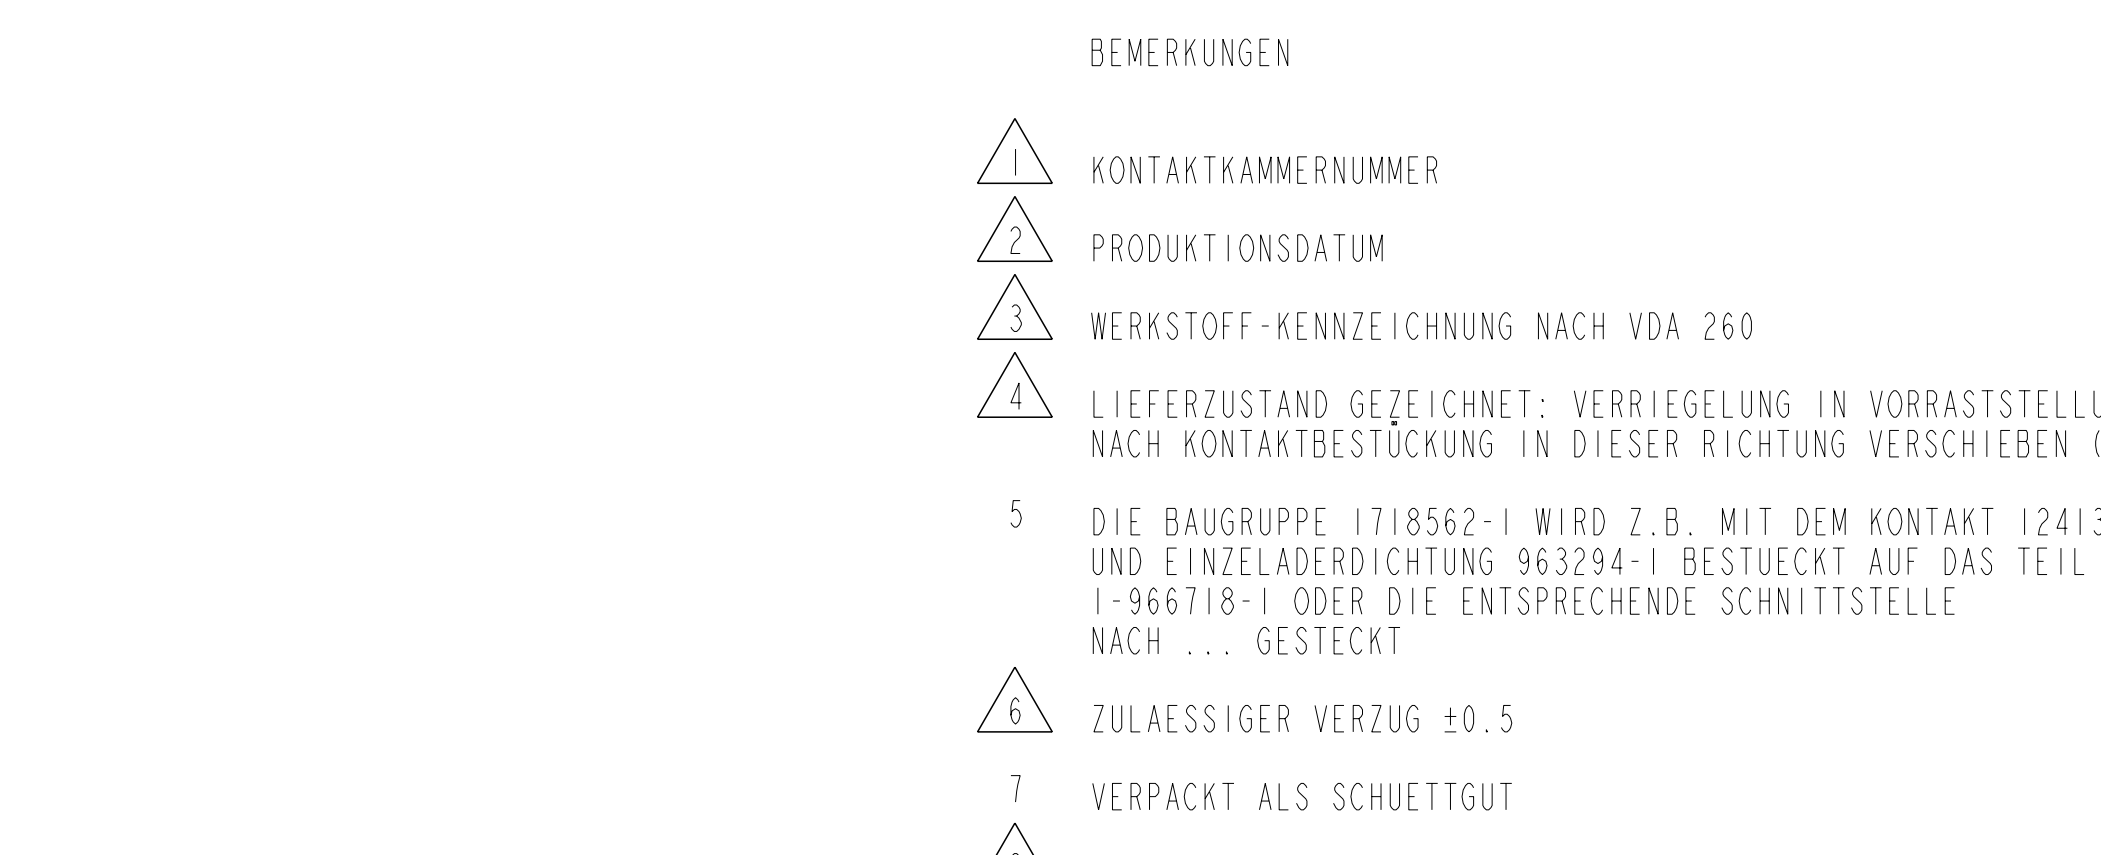 BEMERKUNGEN
1 KONTAKTKAMMERNUMMER
2 PRODUKTIONSDATUM
3 WERKSTOFF-KENNZEICHNUNG NACH VDA 260
4 LIEFERZUSTAND GEZEICHNET: VERRIEGELUNG IN VORRASTSTELLU
NACH KONTAKTBESTÜCKUNG IN DIESER RICHTUNG VERSCHIEBEN (
5 DIE BAUGRUPPE 1718562-1 WIRD Z.B. MIT DEM KONTAKT 12413
UND EINZELADERDICHTUNG 963294-1 BESTUECKT AUF DAS TEIL
1-966718-1 ODER DIE ENTSPRECHENDE SCHNITTSTELLE
NACH ... GESTECKT
6 ZULAESSIGER VERZUG ±0.5
7 VERPACKT ALS SCHUETTGUT